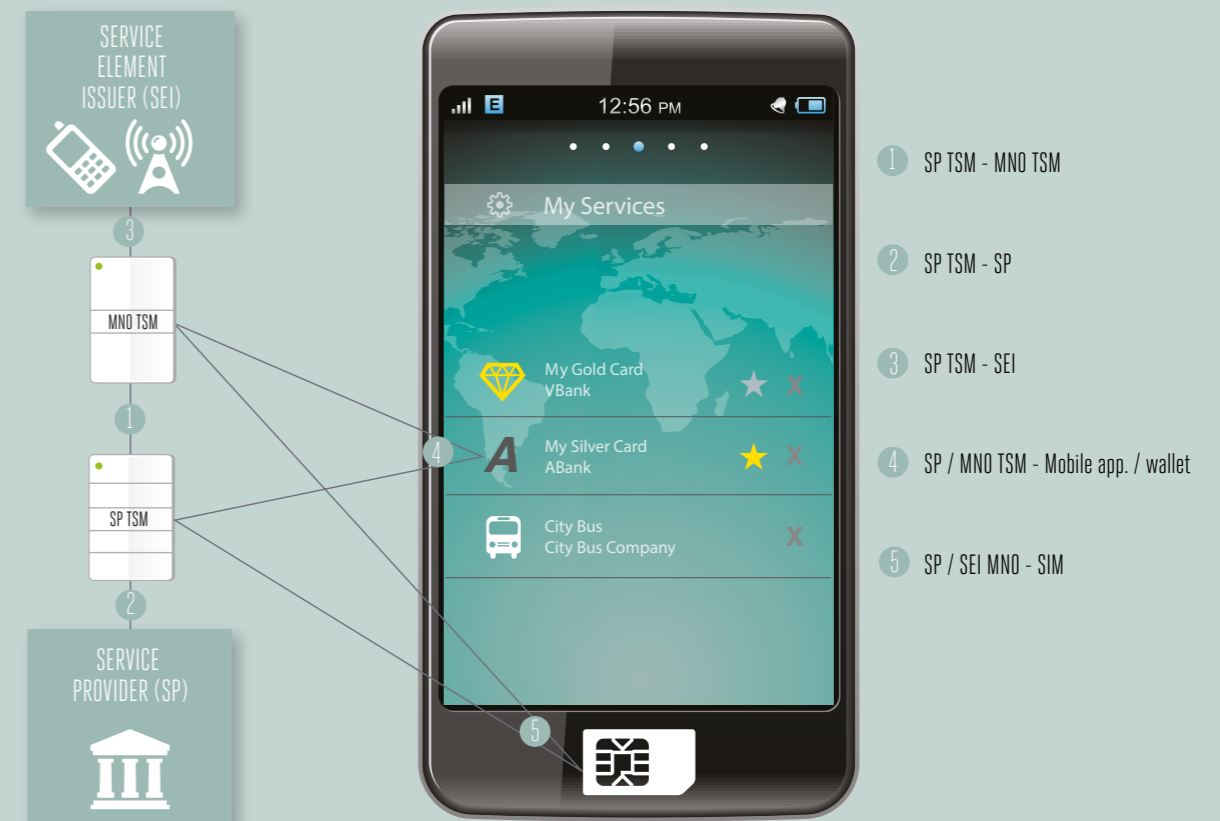 SERVICE
ELEMENT
ISSUER (SEI)
3
MNO TSM
1
SP TSM
2
SERVICE
PROVIDER (SP)
4
5
E
12:56 PM
My Services
My Gold Card
VBank
X
A
My Silver Card
ABank
X
City Bus
City Bus Company
X
1 SP TSM - MNO TSM
2 SP TSM - SP
3 SP TSM - SEI
4 SP / MNO TSM - Mobile app. / wallet
5 SP / SEI MNO - SIM